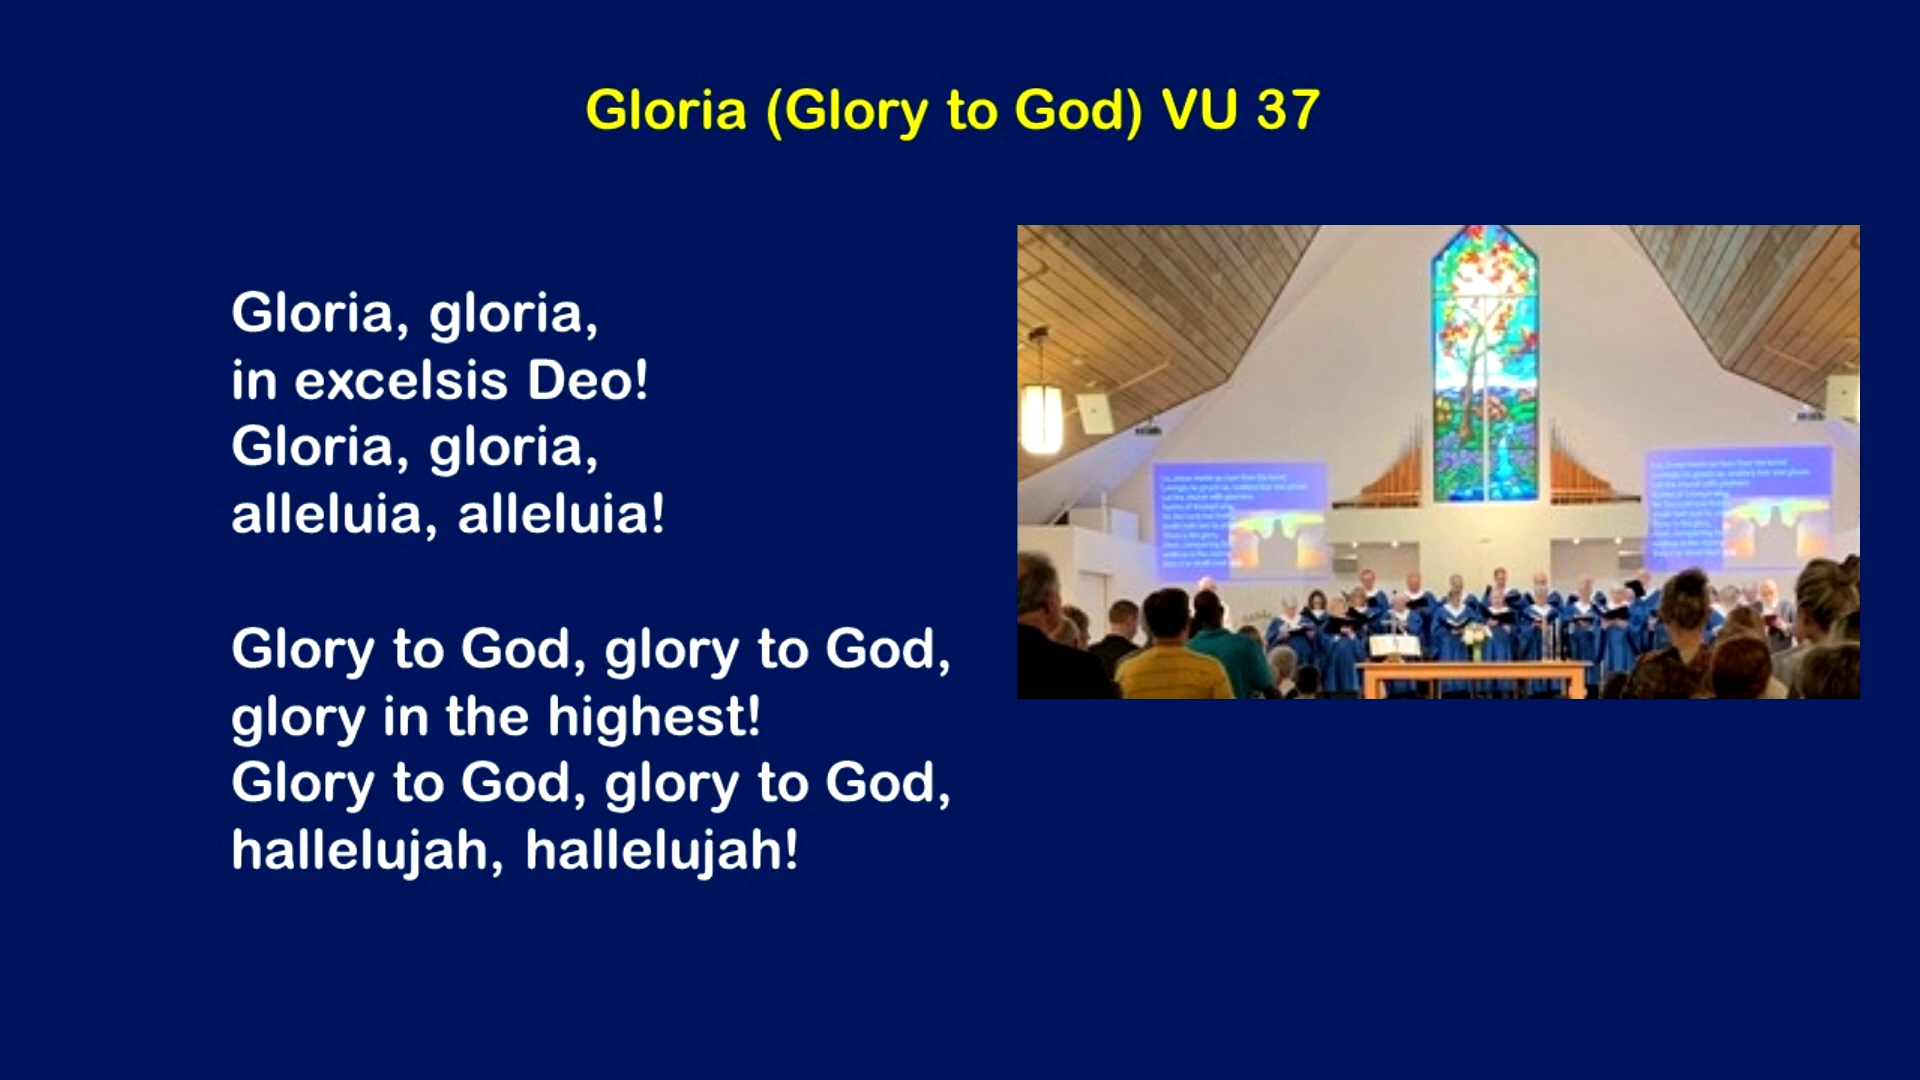 Gloria (Glory to God) VU 37
Gloria, gloria,
in excelsis Deo!
Gloria, gloria,
alleluia, alleluia!
Glory to God, glory to God,
glory in the highest!
Glory to God, glory to God,
hallelujah, hallelujah!